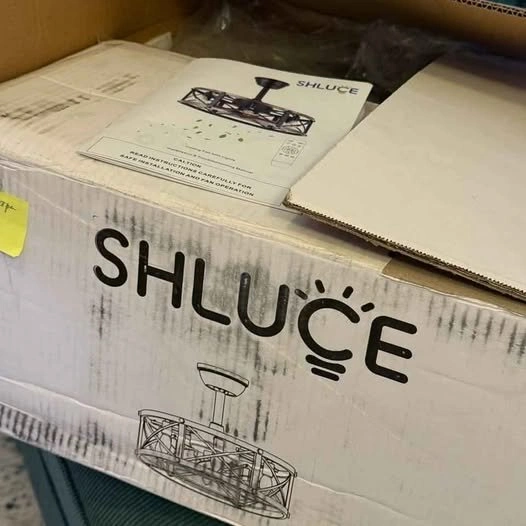 SHLUCE
CAUTION
READ INSTRUCTIONS CAREFULLY FOR
SAFE INSTALLATION AND FAN OPERATION
SHLUCE